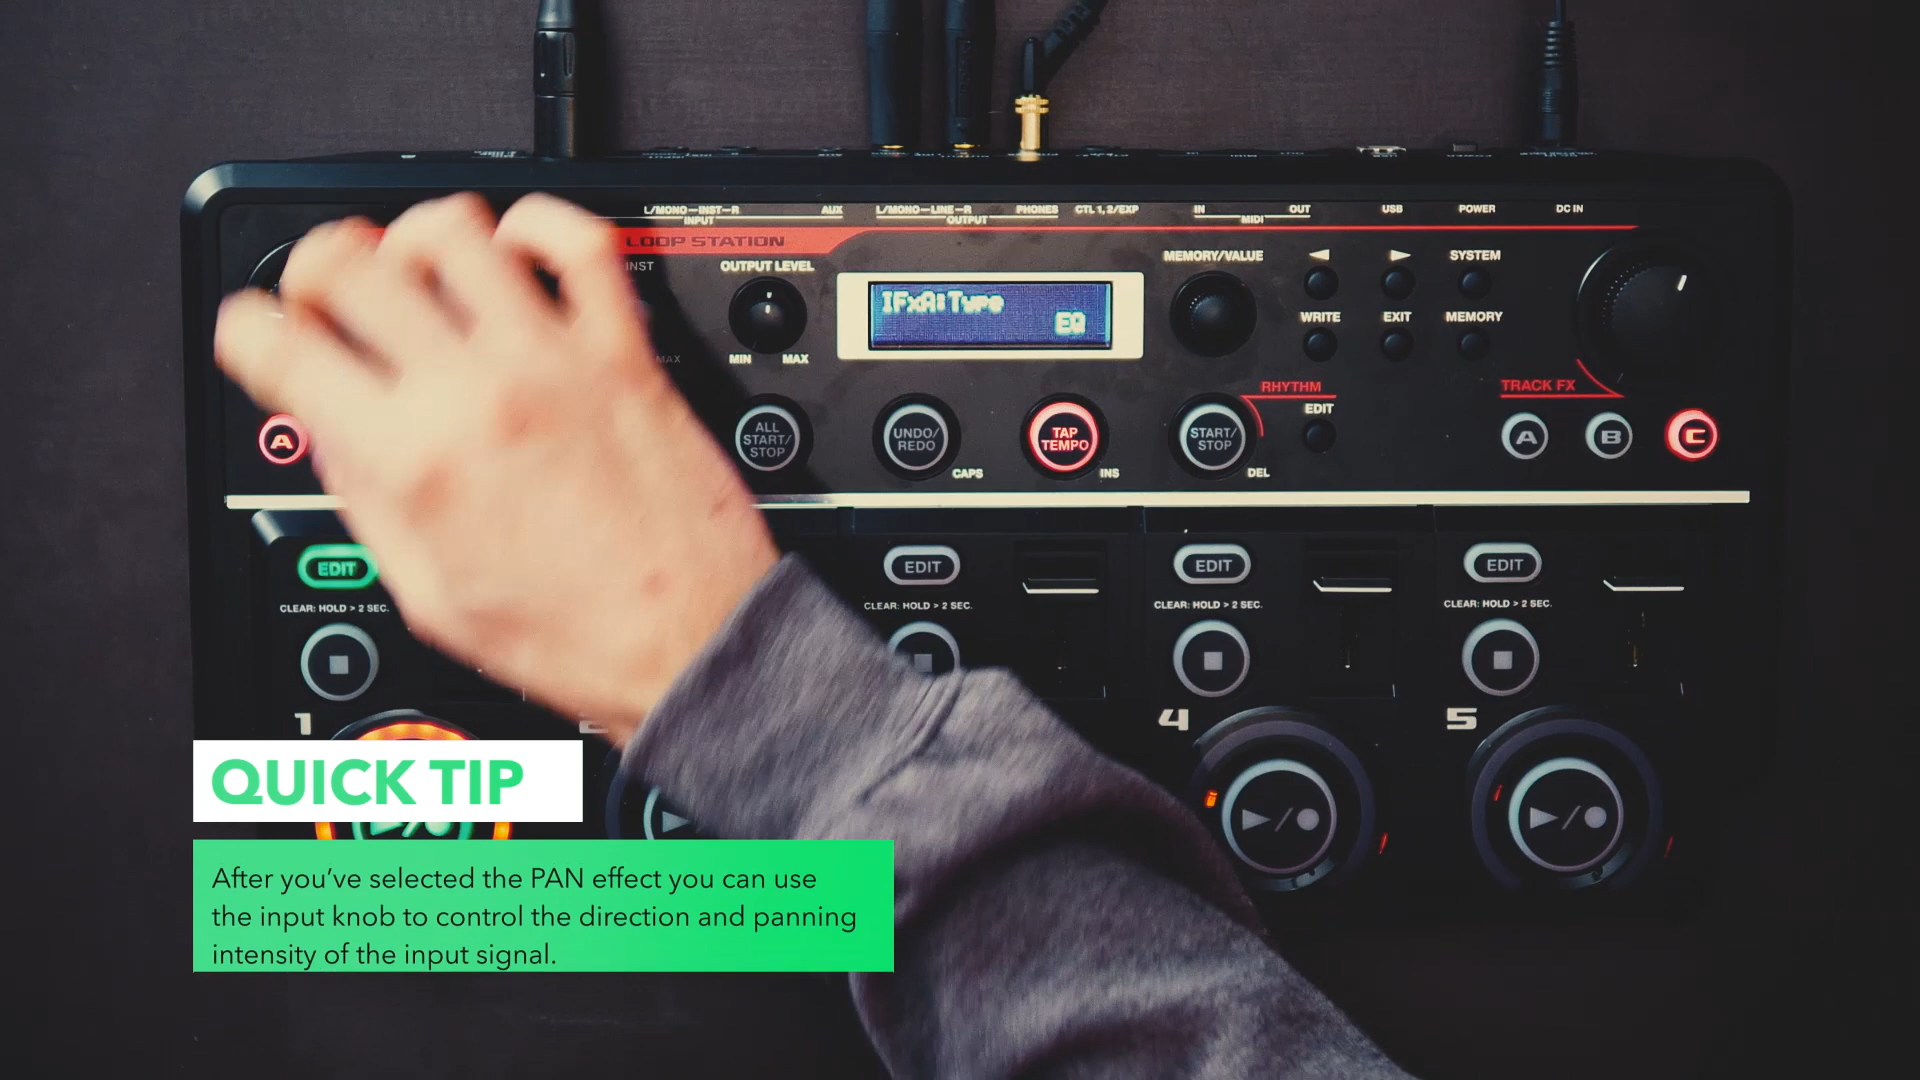 L/MONO—INST—R
AUX
L/MONO—LINE—R
PHONES
CTL 1, 2/EXP
IN
OUT
USB
POWER
DC IN
INPUT
OUTPUT
MIDI
LOOP STATION
INST
OUTPUT LEVEL
MEMORY/VALUE
SYSTEM
IFxA:Type
EQ
WRITE
EXIT
MEMORY
MAX
MIN
MAX
RHYTHM
TRACK FX
EDIT
A
ALL
START/
STOP
UNDO/
REDO
TAP
TEMPO
START/
STOP
A
B
C
CAPS
INS
DEL
EDIT
EDIT
EDIT
EDIT
CLEAR: HOLD > 2 SEC.
CLEAR: HOLD > 2 SEC.
CLEAR: HOLD > 2 SEC.
CLEAR: HOLD > 2 SEC.
1
4
5
QUICK TIP
After you’ve selected the PAN effect you can use
the input knob to control the direction and panning
intensity of the input signal.